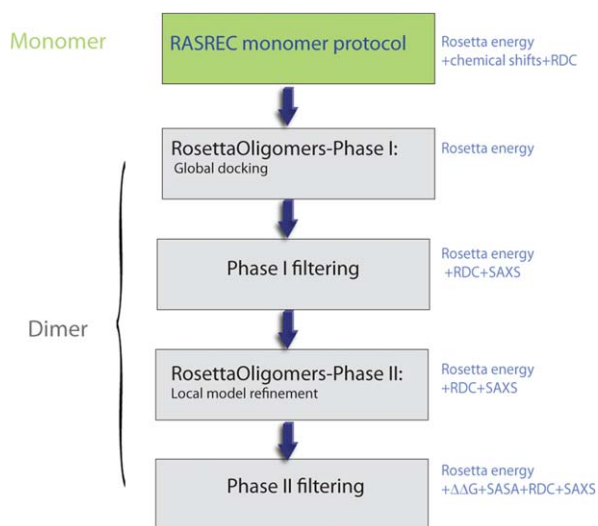 Monomer
RASREC monomer protocol
Rosetta energy
+chemical shifts+RDC
RosettaOligomers-Phase I:
Global docking
Rosetta energy
Phase I filtering
Rosetta energy
+RDC+SAXS
Dimer
RosettaOligomers-Phase II:
Local model refinement
Rosetta energy
+RDC+SAXS
Phase II filtering
Rosetta energy
+ΔΔG+SASA+RDC+SAXS